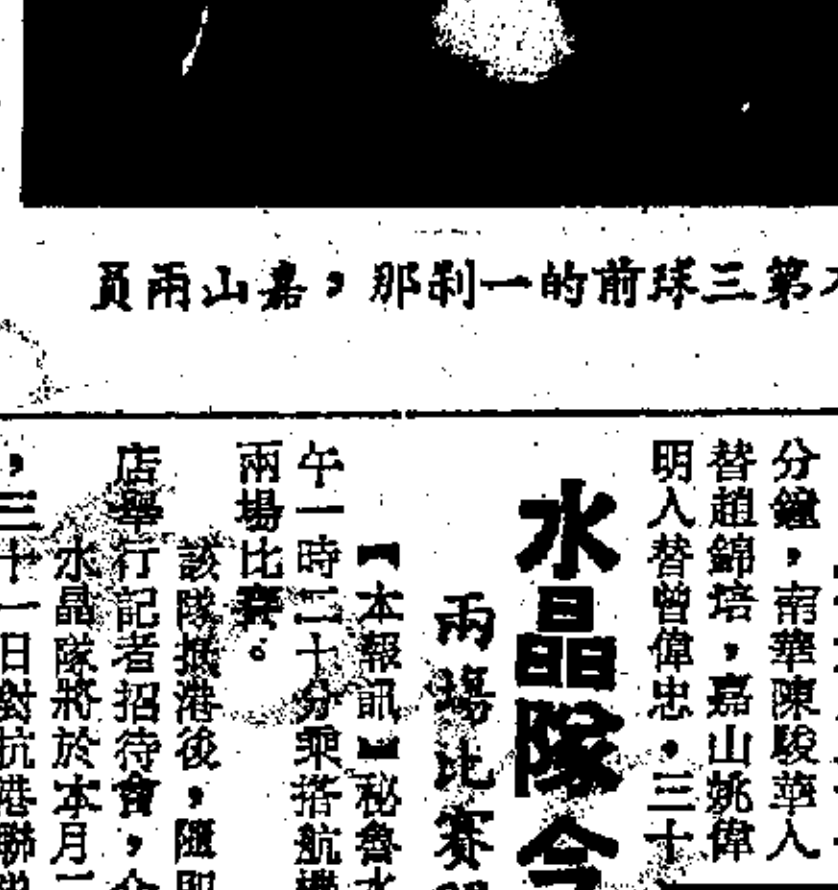 第三球前的一刹那，嘉山兩員
分鐘，南華陳駿華入
替趙錦培，嘉山姚偉
明入替曾偉忠。三十
水晶隊今
兩場比賽
【本報訊】秘魯水
午一時三十分乘搭航
兩場比賽。
該隊抵港後，隨即
店舉行記者招待會，
水晶隊將於本月
，三十一日對抗港聯